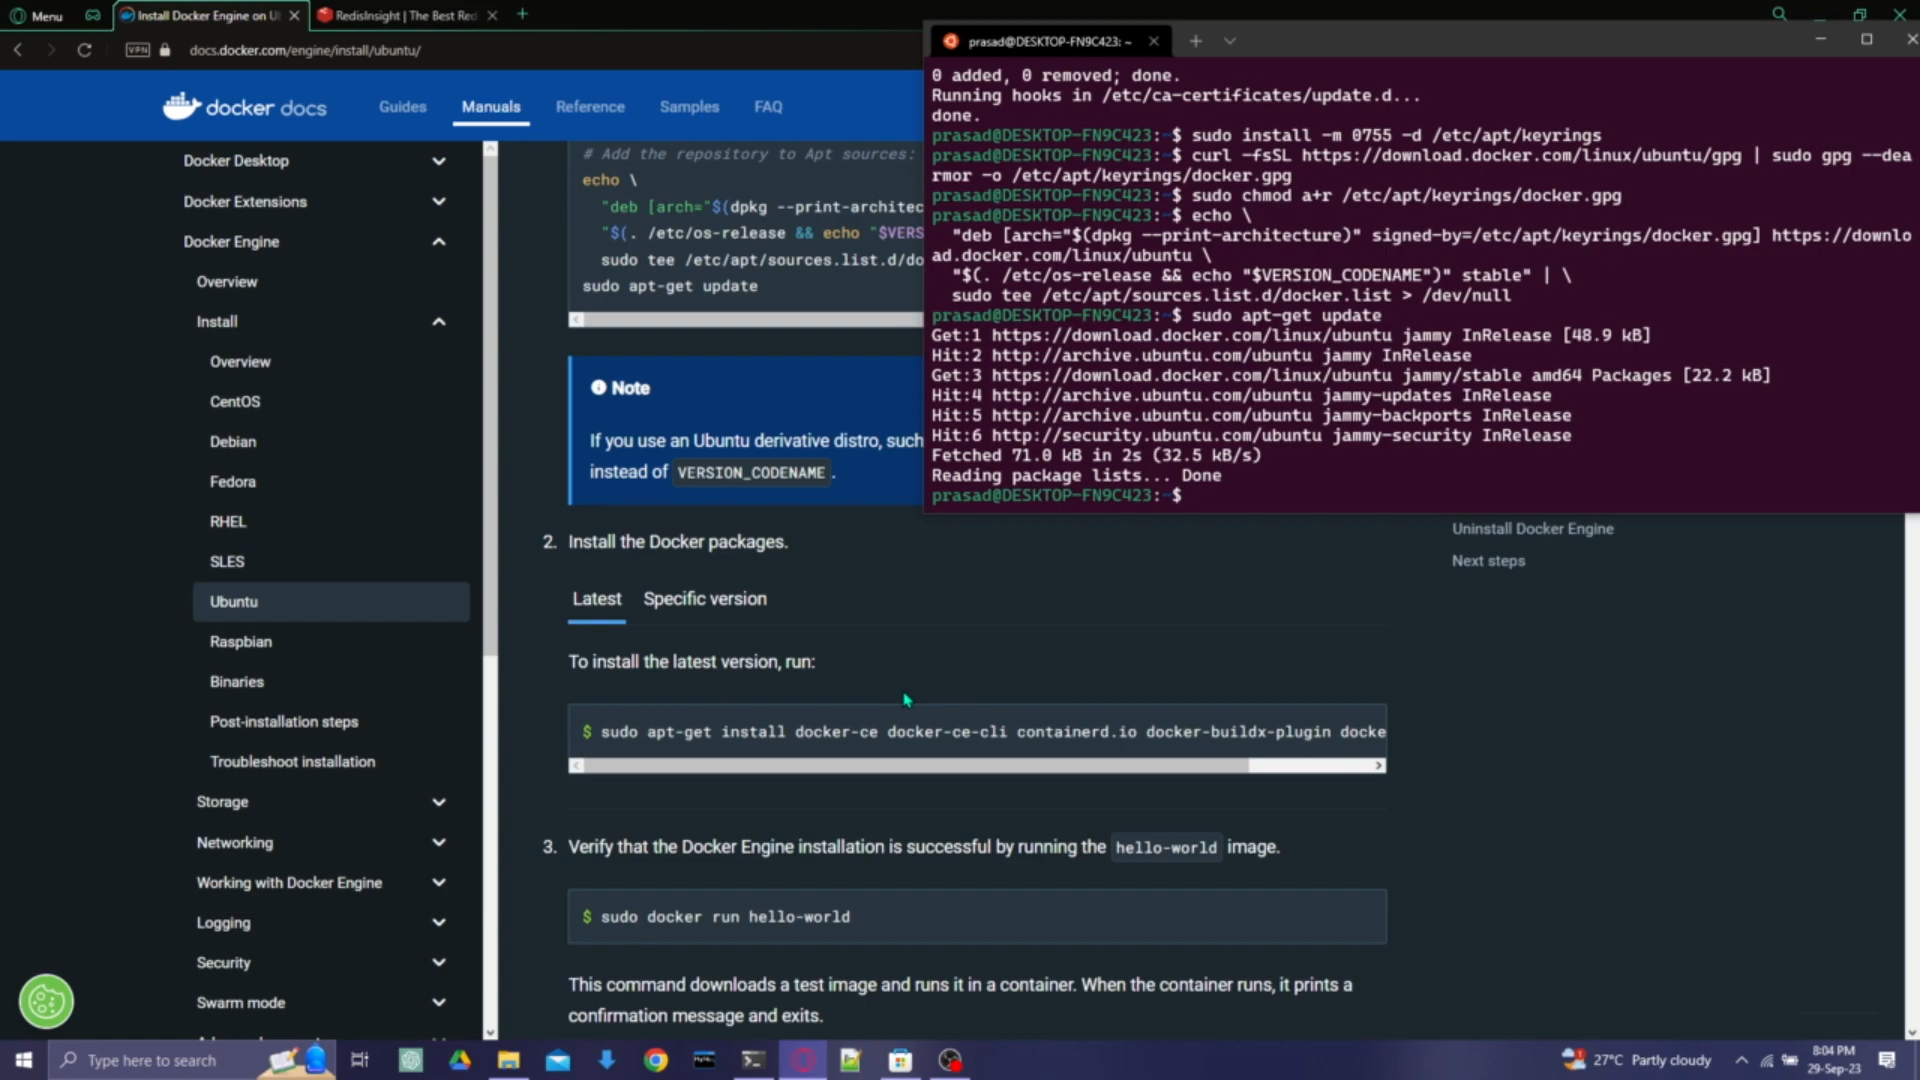 Menu
Install Docker Engine on U
RedisInsight | The Best Red
VPN
docs.docker.com/engine/install/ubuntu/
docker docs
Guides
Manuals
Reference
Samples
FAQ
Docker Desktop
Docker Extensions
Docker Engine
Overview
Install
Overview
CentOS
Debian
Fedora
RHEL
SLES
Ubuntu
Raspbian
Binaries
Post-installation steps
Troubleshoot installation
Storage
Networking
Working with Docker Engine
Logging
Security
Swarm mode
# Add the repository to Apt sources:
echo \
"deb [arch="$(dpkg --print-architec
"$(. /etc/os-release && echo "$VERS
sudo tee /etc/apt/sources.list.d/do
sudo apt-get update
Note
If you use an Ubuntu derivative distro, such
instead of VERSION_CODENAME.
2. Install the Docker packages.
Latest
Specific version
To install the latest version, run:
$ sudo apt-get install docker-ce docker-ce-cli containerd.io docker-buildx-plugin docke
3. Verify that the Docker Engine installation is successful by running the hello-world image.
$ sudo docker run hello-world
This command downloads a test image and runs it in a container. When the container runs, it prints a
confirmation message and exits.
Uninstall Docker Engine
Next steps
prasad@DESKTOP-FN9C423: ~
0 added, 0 removed; done.
Running hooks in /etc/ca-certificates/update.d...
done.
prasad@DESKTOP-FN9C423:~$ sudo install -m 0755 -d /etc/apt/keyrings
prasad@DESKTOP-FN9C423:~$ curl -fsSL https://download.docker.com/linux/ubuntu/gpg | sudo gpg --dea
rmor -o /etc/apt/keyrings/docker.gpg
prasad@DESKTOP-FN9C423:~$ sudo chmod a+r /etc/apt/keyrings/docker.gpg
prasad@DESKTOP-FN9C423:~$ echo \
"deb [arch="$(dpkg --print-architecture)" signed-by=/etc/apt/keyrings/docker.gpg] https://downlo
ad.docker.com/linux/ubuntu \
"$(. /etc/os-release && echo "$VERSION_CODENAME")" stable" | \
sudo tee /etc/apt/sources.list.d/docker.list > /dev/null
prasad@DESKTOP-FN9C423:~$ sudo apt-get update
Get:1 https://download.docker.com/linux/ubuntu jammy InRelease [48.9 kB]
Hit:2 http://archive.ubuntu.com/ubuntu jammy InRelease
Get:3 https://download.docker.com/linux/ubuntu jammy/stable amd64 Packages [22.2 kB]
Hit:4 http://archive.ubuntu.com/ubuntu jammy-updates InRelease
Hit:5 http://archive.ubuntu.com/ubuntu jammy-backports InRelease
Hit:6 http://security.ubuntu.com/ubuntu jammy-security InRelease
Fetched 71.0 kB in 2s (32.5 kB/s)
Reading package lists... Done
prasad@DESKTOP-FN9C423:~$
Type here to search
27°C Partly cloudy
8:04 PM
29-Sep-23